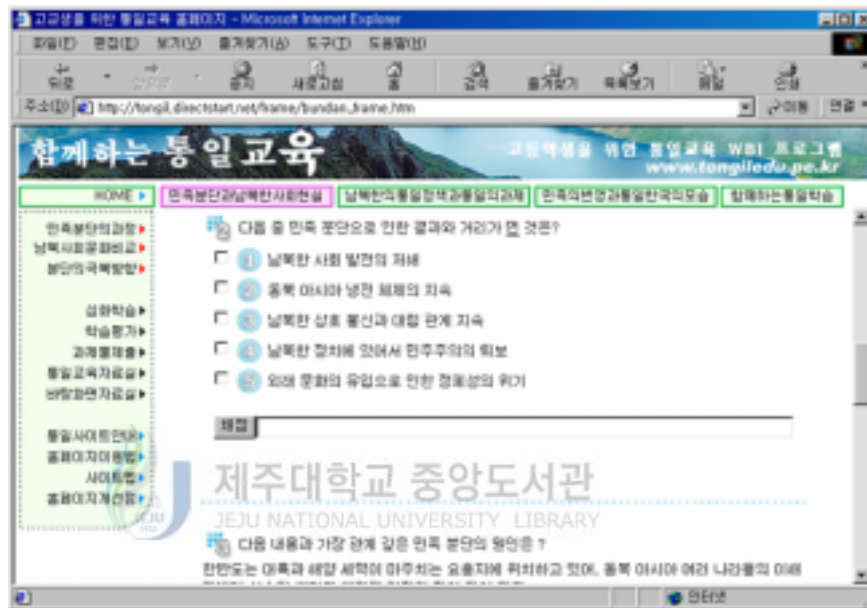 고교생을 위한 통일교육 홈페이지 - Microsoft Internet Explorer
파일(F) 편집(E) 보기(V) 즐겨찾기(A) 도구(T) 도움말(H)
뒤로 앞으로 중지 새로고침 홈 검색 즐겨찾기 목록보기 메일 인쇄
주소(D) http://tongil.directstart.net/frame/bundan_frame.htm 이동 연결
함께하는 통일교육
고등학생을 위한 통일교육 WBI 프로그램
www.tongiledu.pe.kr
HOME 민족분단과남북한사회현실 남북한의통일정책과통일의과제 민족의번영과통일한국의모습 함께하는통일학습
민족분단의과정
남북사회문화비교
분단의극복방향
심화학습
학습평가
과제물제출
통일교육자료실
바탕화면자료실
통일사이트안내
홈페이지이용법
사이트맵
홈페이지개선점
다음 중 민족 분단으로 인한 결과와 거리가 먼 것은?
1 남북한 사회 발전의 저해
2 동북 아시아 냉전 체제의 지속
3 남북한 상호 불신과 대립 관계 지속
4 남북한 정치에 있어서 민주주의의 퇴보
5 외래 문화의 유입으로 인한 정체성의 위기
채점
제주대학교 중앙도서관
JEJU NATIONAL UNIVERSITY LIBRARY
다음 내용과 가장 관계 깊은 민족 분단의 원인은 ?
한반도는 대륙과 해양 세력이 마주치는 요충지에 위치하고 있어, 동북 아시아 여러 나라들의 이해
인터넷